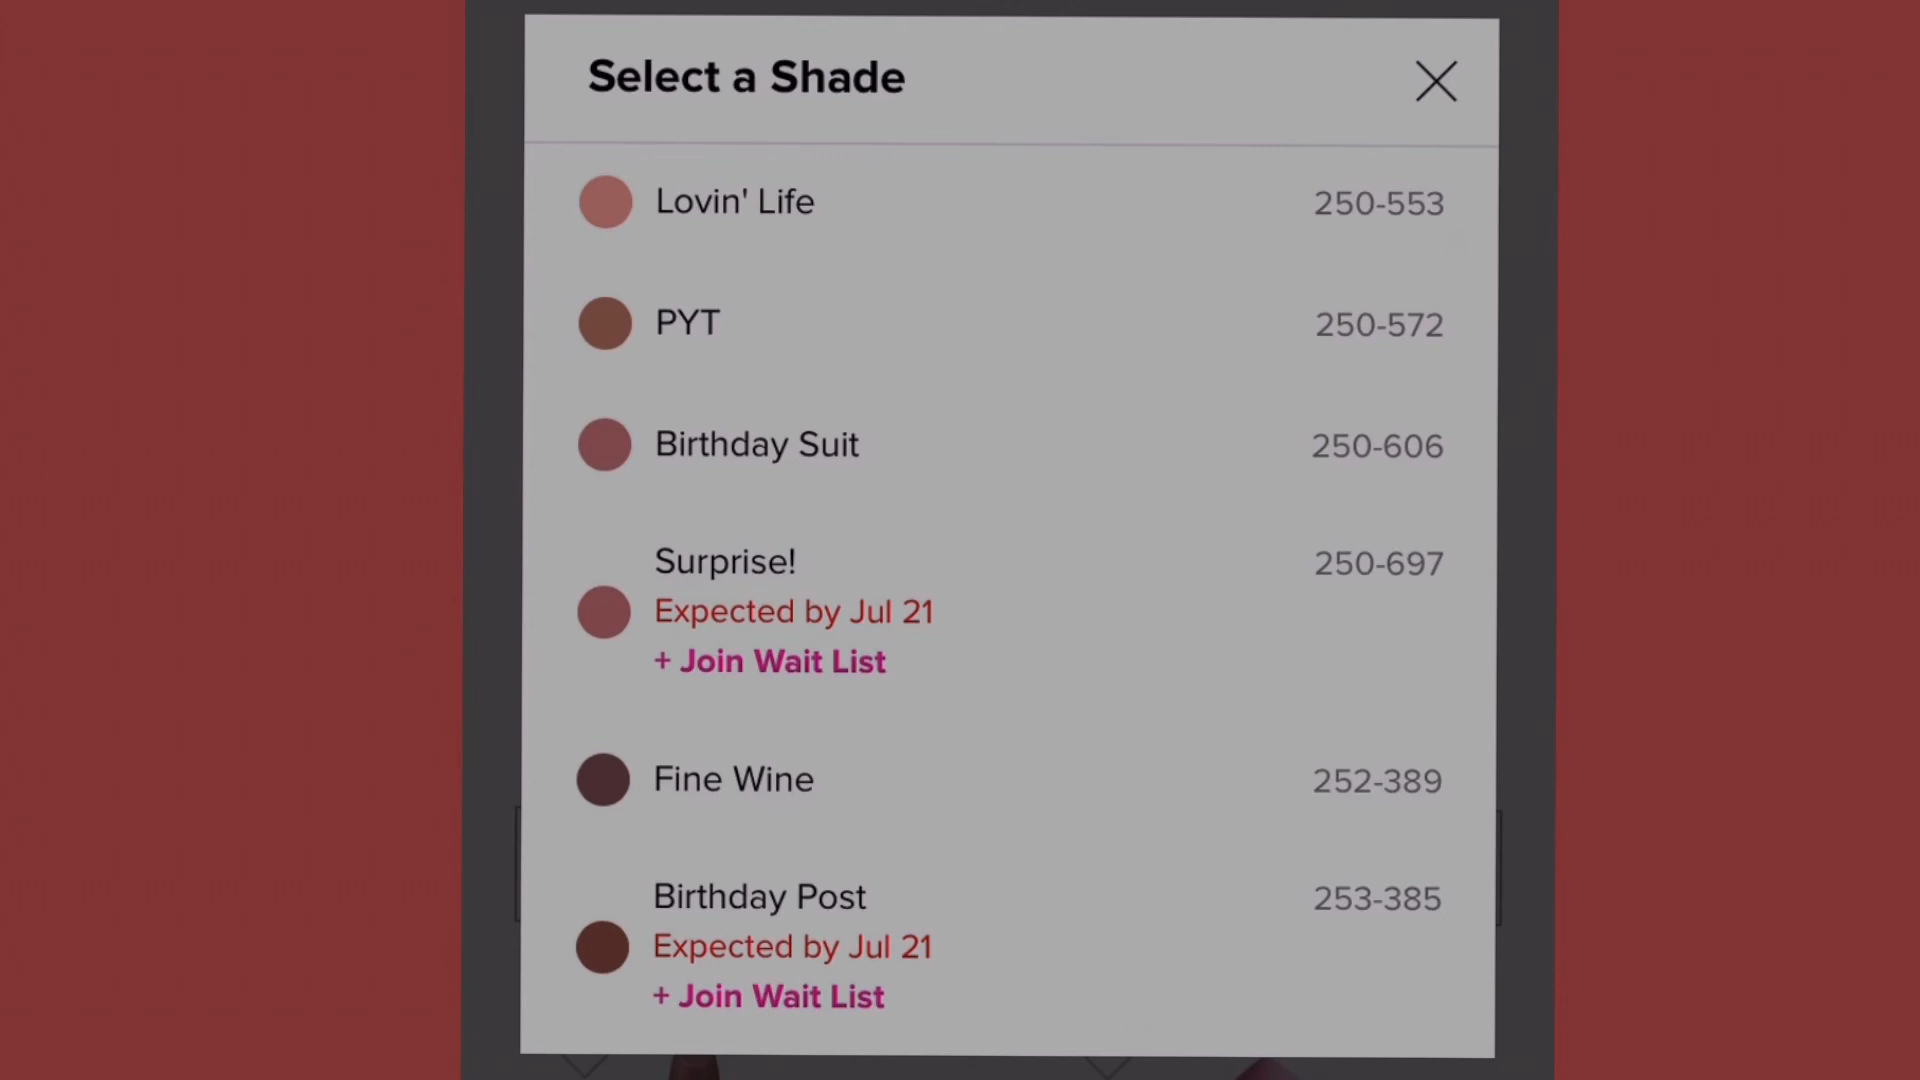 Select a Shade
Lovin' Life 250-553
PYT 250-572
Birthday Suit 250-606
Surprise! 250-697
Expected by Jul 21
+ Join Wait List
Fine Wine 252-389
Birthday Post 253-385
Expected by Jul 21
+ Join Wait List